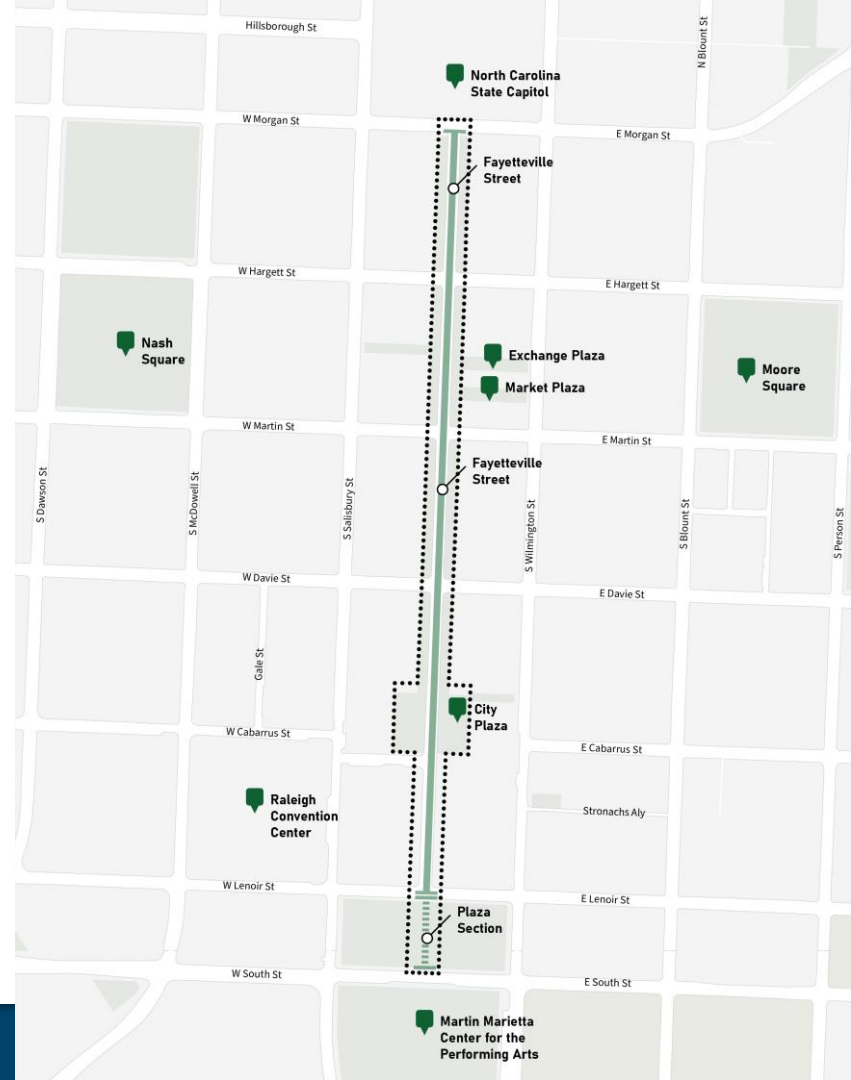 Hillsborough St
N Blount St
North Carolina
State Capitol
W Morgan St
E Morgan St
Fayetteville
Street
W Hargett St
E Hargett St
Nash
Square
Exchange Plaza
Market Plaza
Moore
Square
W Martin St
E Martin St
Fayetteville
Street
S Dawson St
S McDowell St
S Salisbury St
S Wilmington St
S Blount St
S Person St
W Davie St
E Davie St
Gale St
City
Plaza
W Cabarrus St
E Cabarrus St
Raleigh
Convention
Center
Stronachs Aly
W Lenoir St
E Lenoir St
Plaza
Section
W South St
E South St
Martin Marietta
Center for the
Performing Arts